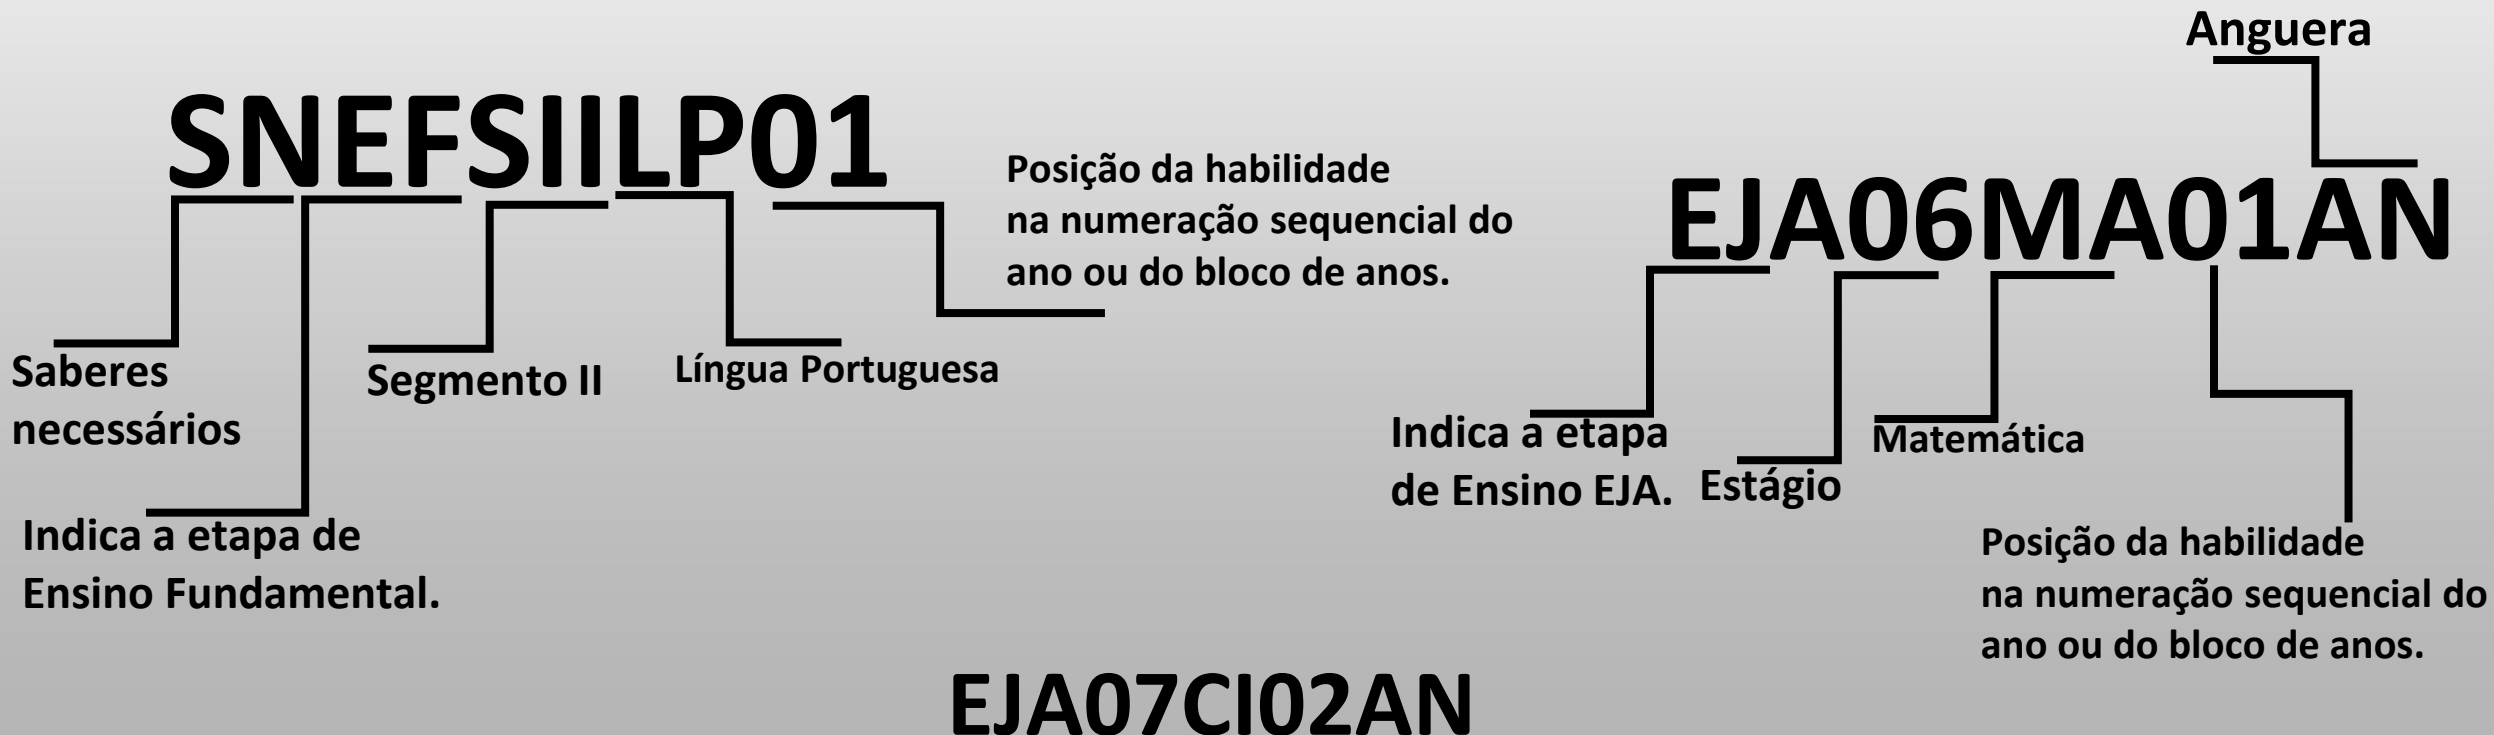 SNEFSIILP01
Saberes
necessários
Indica a etapa de
Ensino Fundamental.
Segmento II
Língua Portuguesa
Posição da habilidade
na numeração sequencial do
ano ou do bloco de anos.
Anguera
EJA06MA01AN
Indica a etapa
de Ensino EJA.
Estágio
Matemática
Posição da habilidade
na numeração sequencial do
ano ou do bloco de anos.
EJA07CI02AN